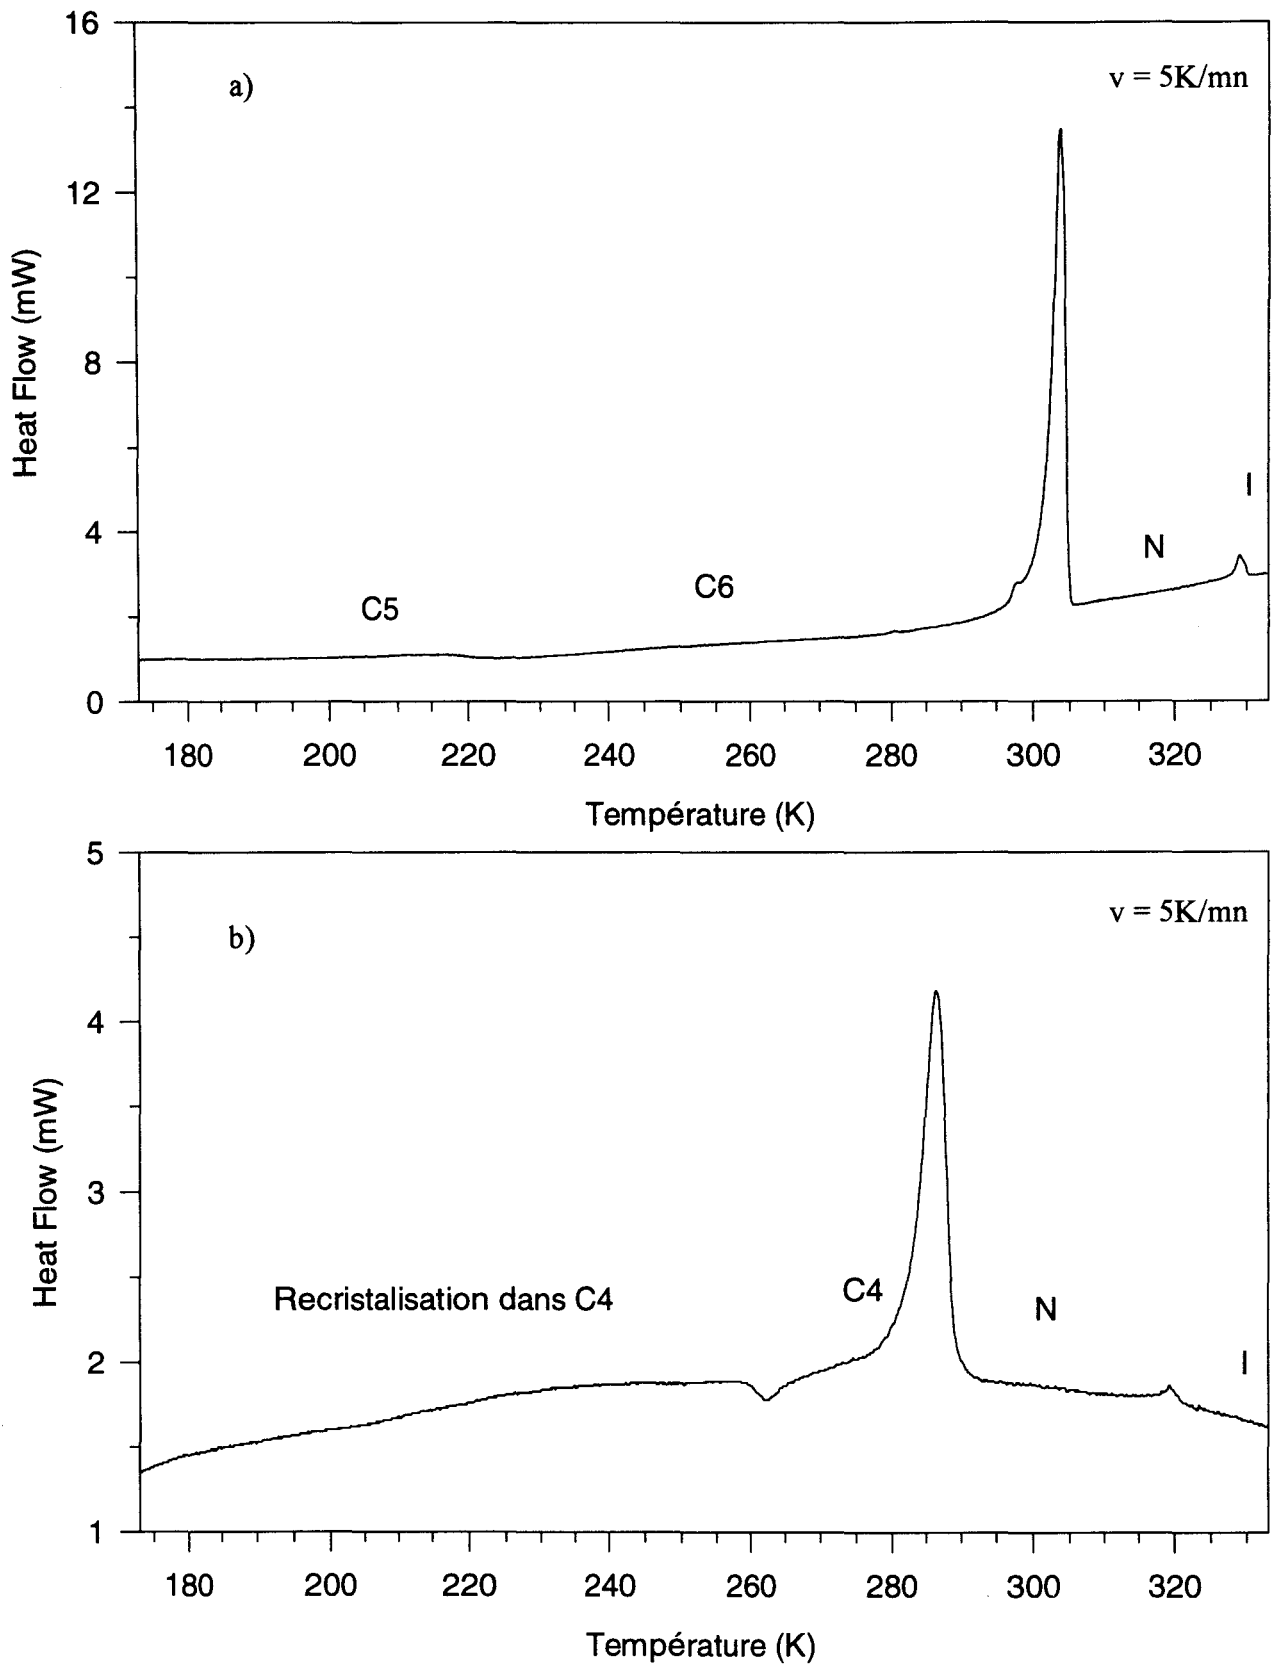 16
a)
v = 5K/mn
12
8
4
0
Heat Flow (mW)
C5
C6
N
I
180 200 220 240 260 280 300 320
Température (K)
5
b)
v = 5K/mn
4
3
2
1
Heat Flow (mW)
Recristalisation dans C4
C4
N
I
180 200 220 240 260 280 300 320
Température (K)